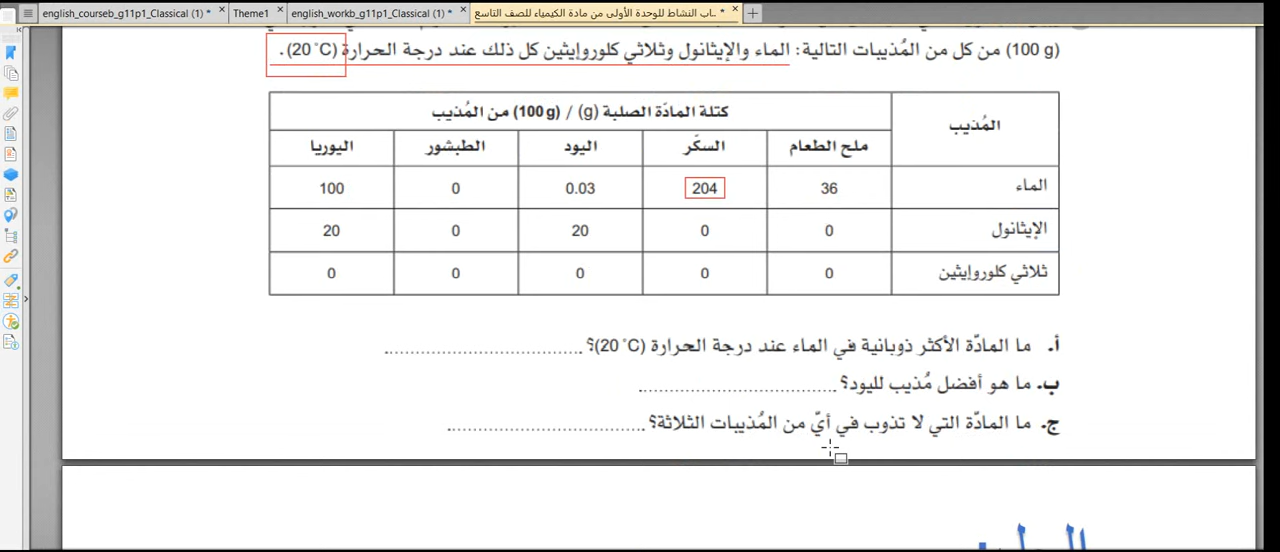 english_courseb_g11p1_Classical (1) *
Theme1
english_workb_g11p1_Classical (1) *
ـاب النشاط للوحدة الأولى من مادة الكيمياء للصف التاسع *
(100 g) من كل من المُذيبات التالية: الماء والإيثانول وثلاثي كلوروإيثين كل ذلك عند درجة الحرارة (20 °C).
المُذيب
كتلة المادّة الصلبة (g) / (100 g) من المُذيب
ملح الطعام
السكّر
اليود
الطبشور
اليوريا
الماء
36
204
0.03
0
100
الإيثانول
0
0
20
0
20
ثلاثي كلوروإيثين
0
0
0
0
0
أ. ما المادّة الأكثر ذوبانية في الماء عند درجة الحرارة (20 °C)؟ ........................
ب. ما هو أفضل مُذيب لليود؟ ........................
ج. ما المادّة التي لا تذوب في أيّ من المُذيبات الثلاثة؟ ........................